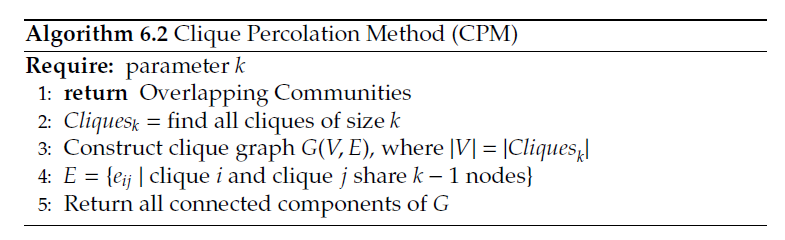 Algorithm 6.2 Clique Percolation Method (CPM)
Require: parameter k
1: return Overlapping Communities
2: Cliquesₖ = find all cliques of size k
3: Construct clique graph G(V, E), where |V| = |Cliquesₖ|
4: E = {eᵢⱼ | clique i and clique j share k − 1 nodes}
5: Return all connected components of G